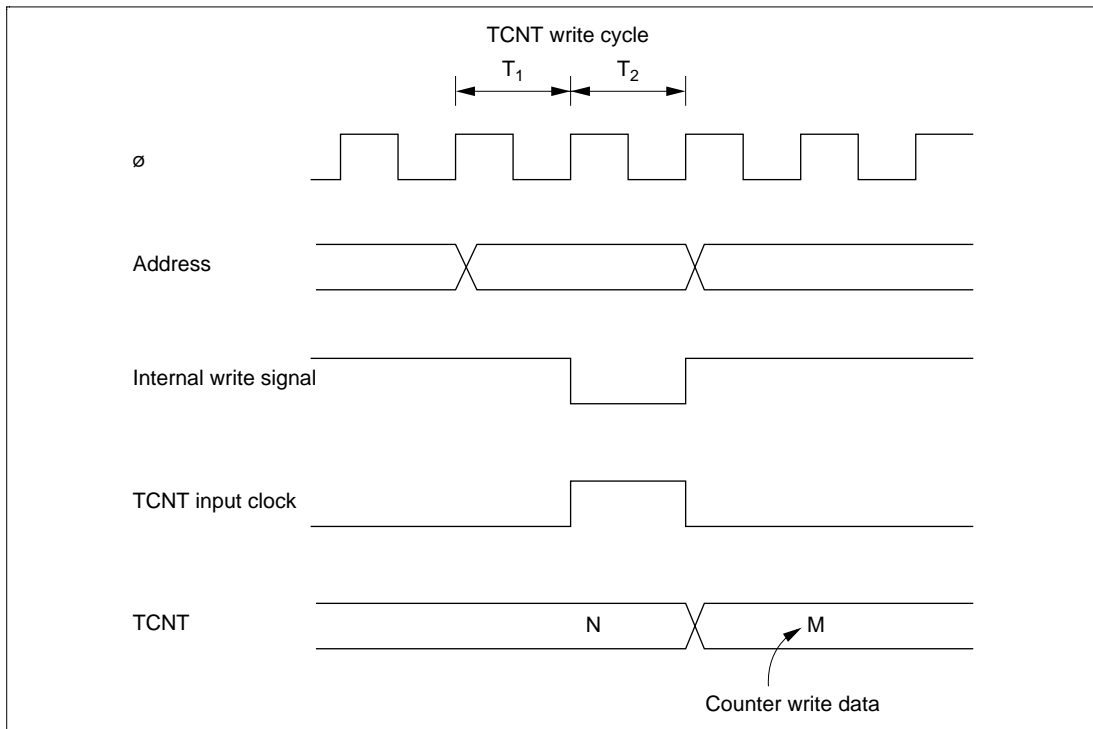 TCNT write cycle
T1 T2
ø
Address
Internal write signal
TCNT input clock
TCNT N M
Counter write data